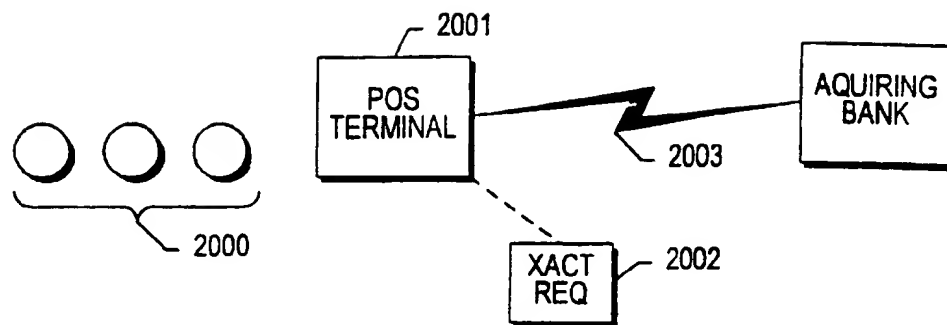 2001
POS
TERMINAL
AQUIRING
BANK
2003
2000
XACT
REQ
2002